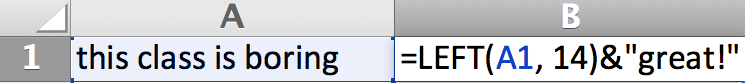 A B
1 this class is boring =LEFT(A1, 14)&"great!"